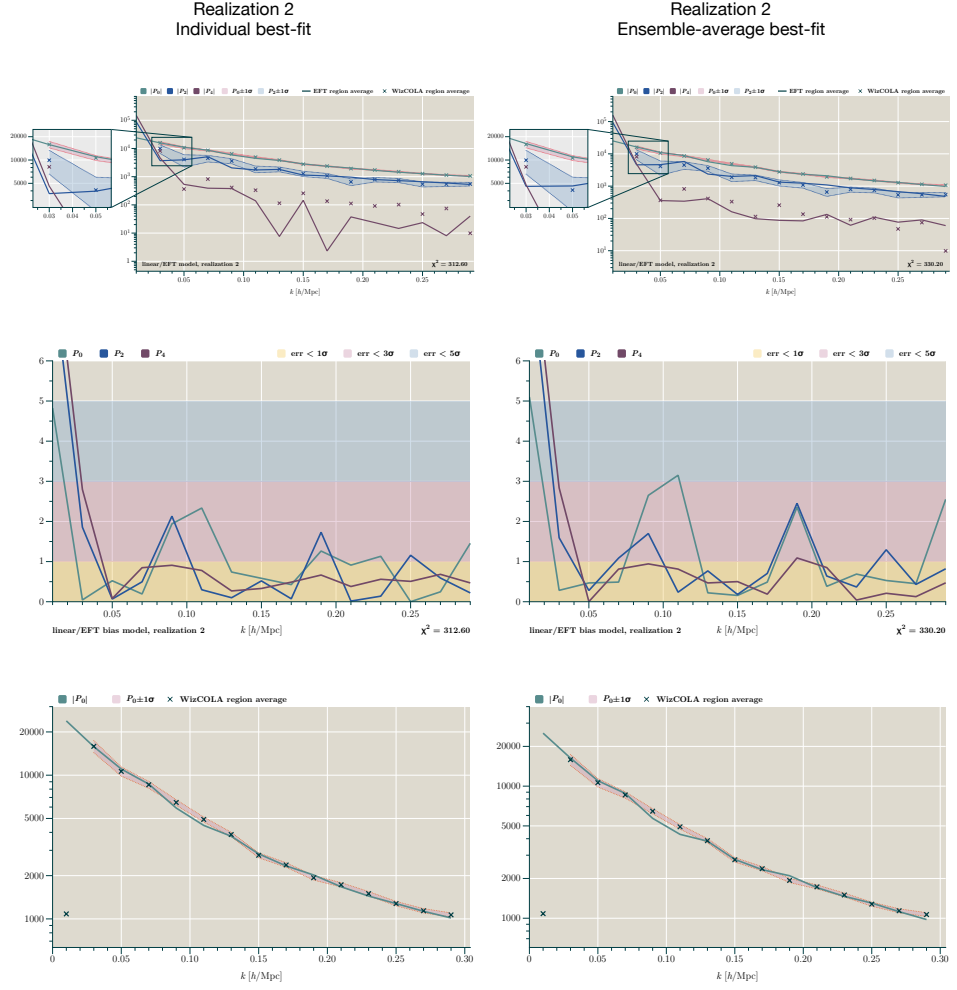 Realization 2
Individual best-fit
Realization 2
Ensemble-average best-fit
|P₀| |P₂| |P₄| P₀±1σ P₂±1σ EFT region average WizCOLA region average
10⁵
10⁴
10³
10²
10
1
20000
10000
5000
0.03 0.04 0.05
linear/EFT model, realization 2
χ² = 312.60
0.05 0.10 0.15 0.20 0.25
k [h/Mpc]
|P₀| |P₂| |P₄| P₀±1σ P₂±1σ EFT region average WizCOLA region average
10⁵
10⁴
10³
10²
20000
10000
5000
0.03 0.04 0.05
linear/EFT model, realization 2
χ² = 330.20
0.05 0.10 0.15 0.20 0.25
k [h/Mpc]
P₀ P₂ P₄ err < 1σ err < 3σ err < 5σ
6
5
4
3
2
1
0
0.05 0.10 0.15 0.20 0.25
linear/EFT bias model, realization 2
k [h/Mpc]
χ² = 312.60
P₀ P₂ P₄ err < 1σ err < 3σ err < 5σ
6
5
4
3
2
1
0
0.05 0.10 0.15 0.20 0.25
linear/EFT bias model, realization 2
k [h/Mpc]
χ² = 330.20
|P₀| P₀±1σ WizCOLA region average
20000
10000
5000
2000
1000
0 0.05 0.10 0.15 0.20 0.25 0.30
k [h/Mpc]
|P₀| P₀±1σ WizCOLA region average
20000
10000
5000
2000
1000
0 0.05 0.10 0.15 0.20 0.25 0.30
k [h/Mpc]